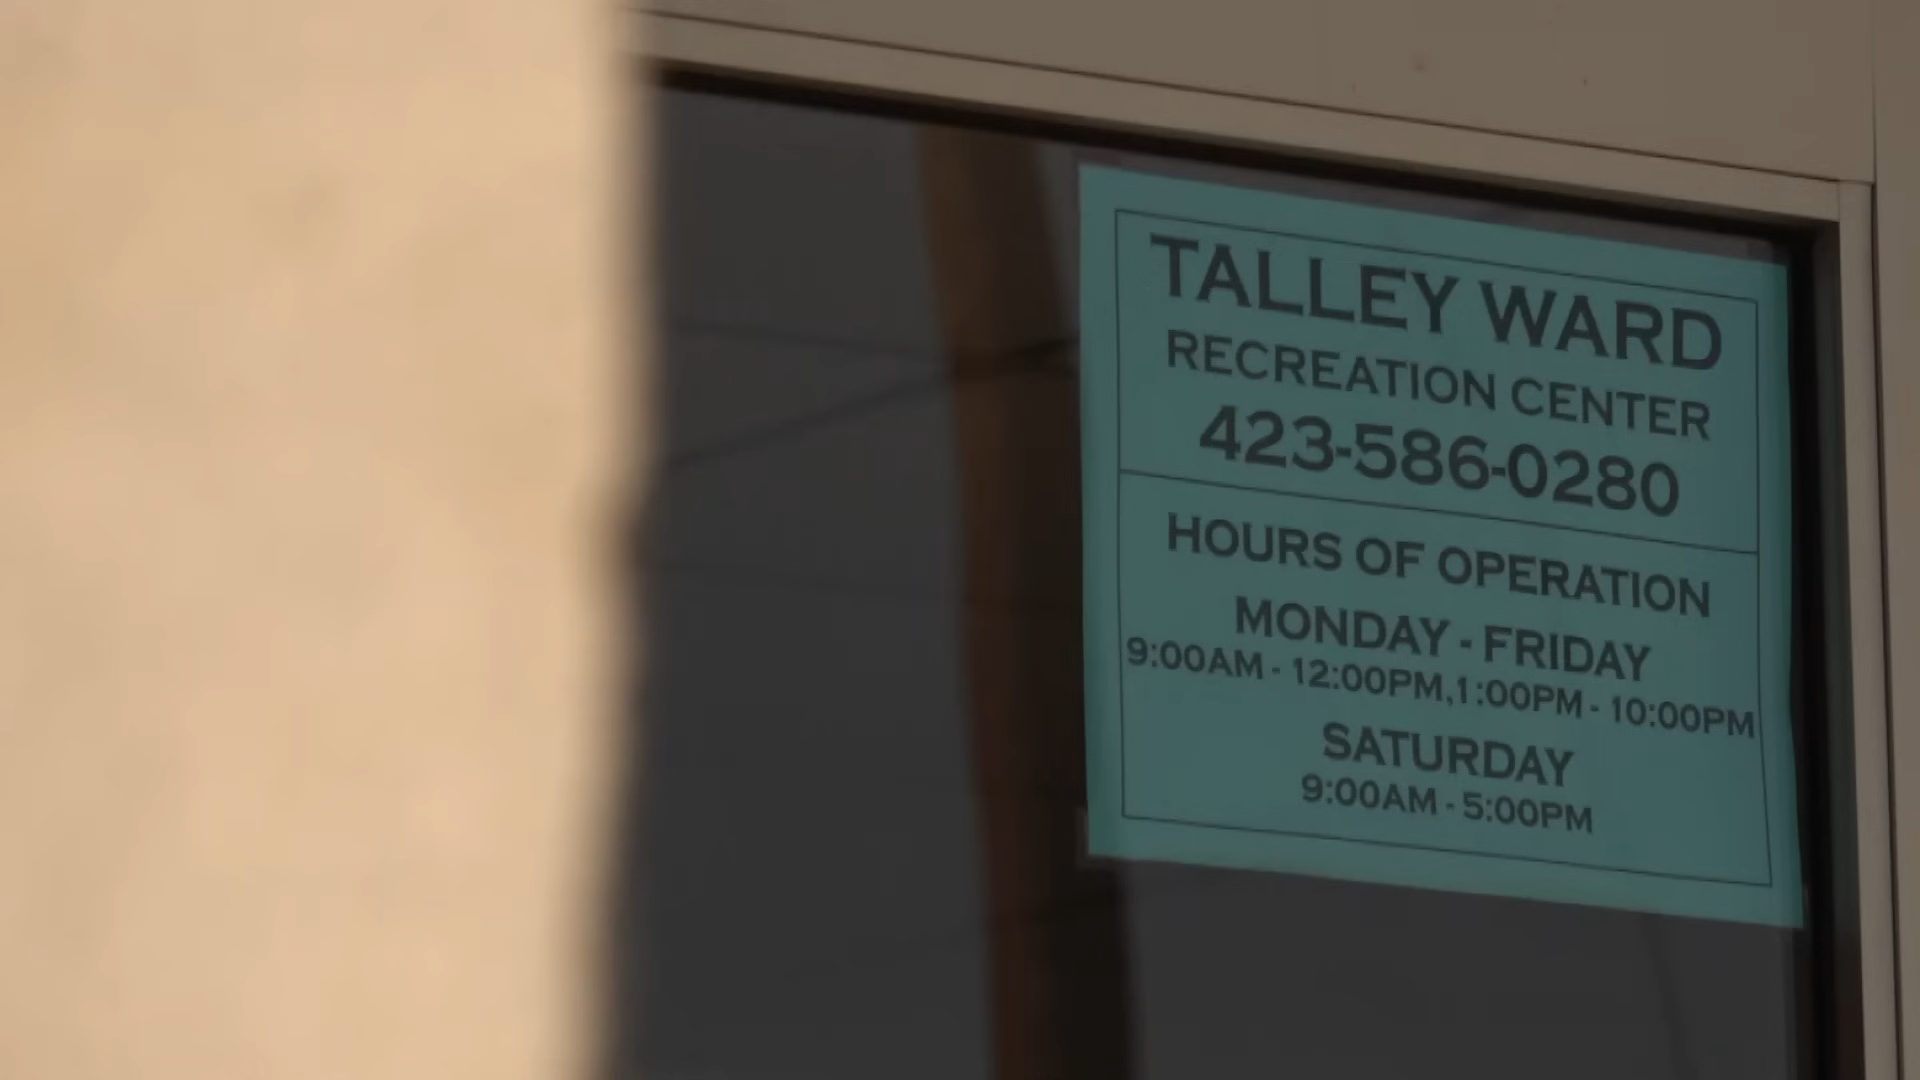 TALLEY WARD
RECREATION CENTER
423-586-0280
HOURS OF OPERATION
MONDAY - FRIDAY
9:00AM - 12:00PM,1:00PM - 10:00PM
SATURDAY
9:00AM - 5:00PM